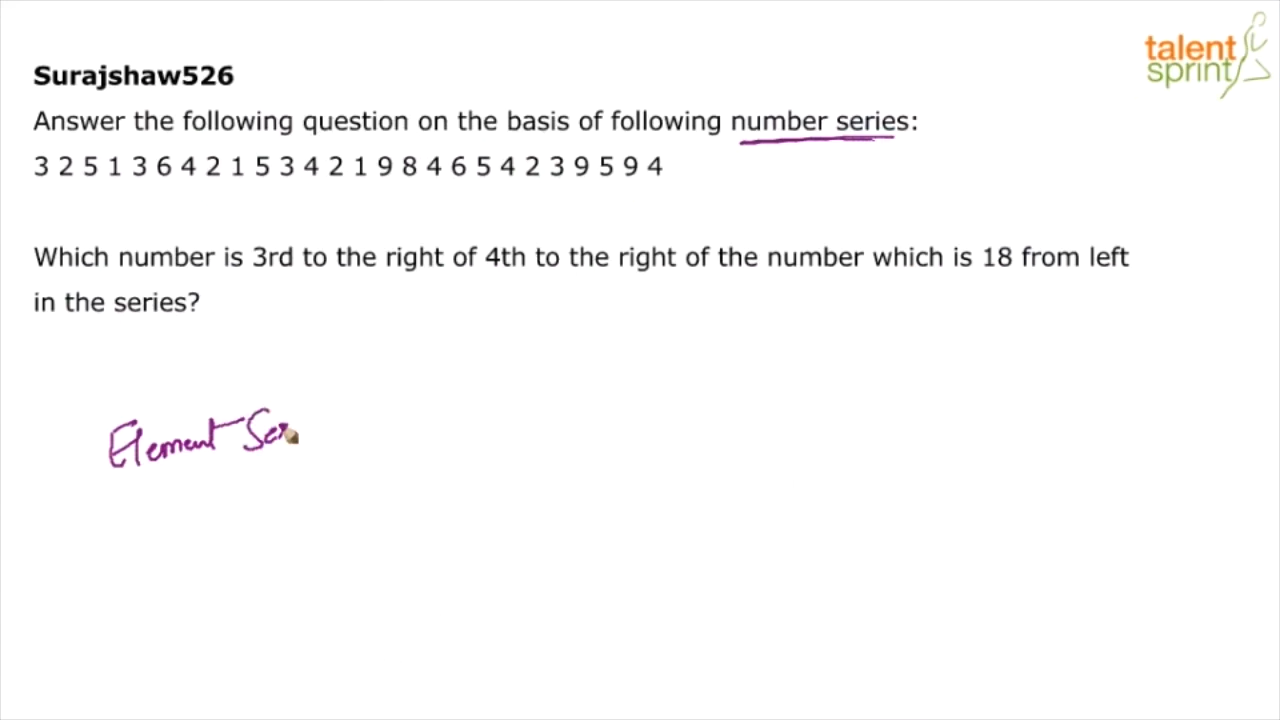 talent
sprint
Surajshaw526
Answer the following question on the basis of following number series:
3 2 5 1 3 6 4 2 1 5 3 4 2 1 9 8 4 6 5 4 2 3 9 5 9 4
Which number is 3rd to the right of 4th to the right of the number which is 18 from left
in the series?
Element Se